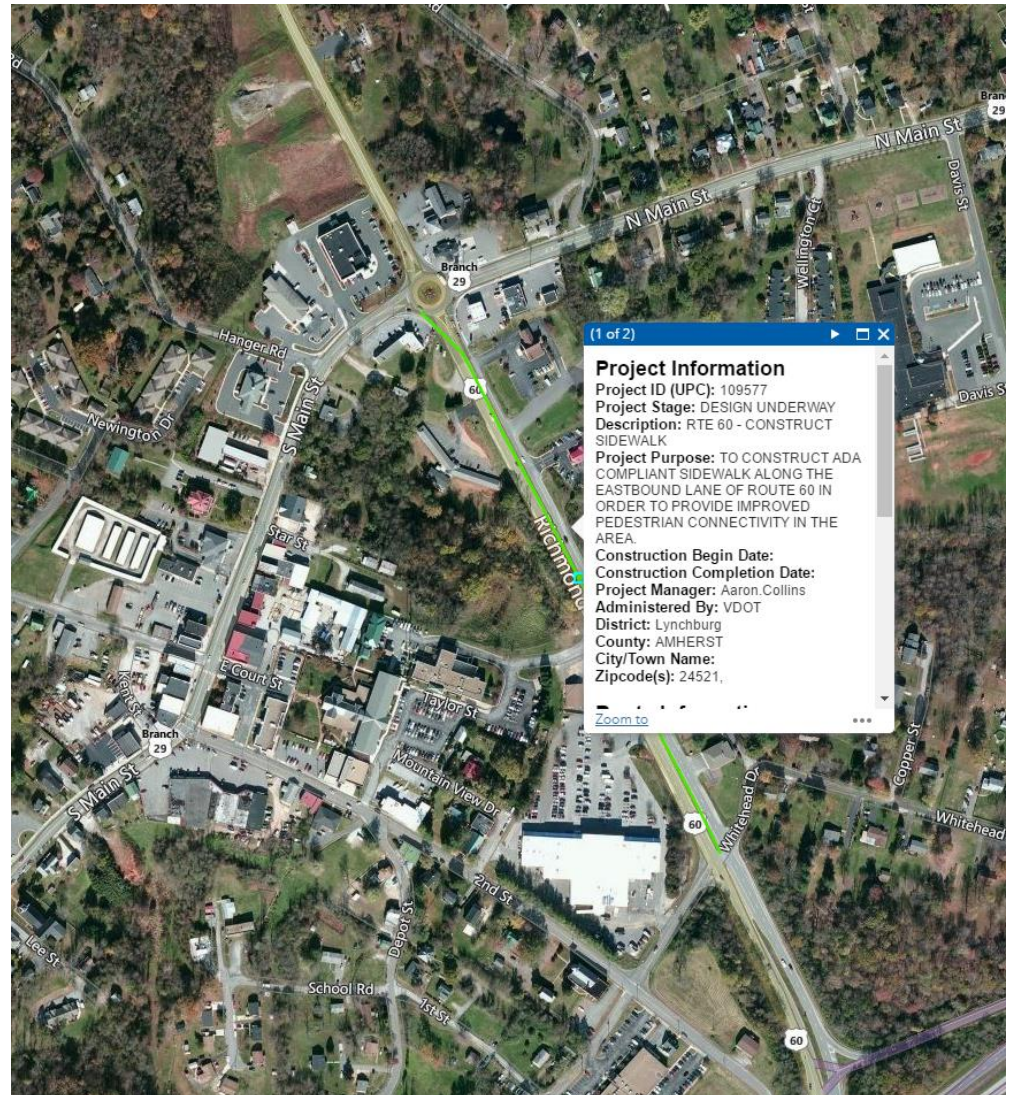 Bran
29
N Main St
Davis St
N Main St
Wellington Ct
Branch
29
Hanger Rd
60
S Main St
Newington Dr
Davis S
Richmond
Star St
E Court St
Taylor St
Kent St
Branch
29
S Main St
Mountain View Dr
Copper St
60
Whitehead Dr
Whitehead
2nd St
Depot St
Lee St
School Rd
1st St
60
(1 of 2)
Project Information
Project ID (UPC): 109577
Project Stage: DESIGN UNDERWAY
Description: RTE 60 - CONSTRUCT
SIDEWALK
Project Purpose: TO CONSTRUCT ADA
COMPLIANT SIDEWALK ALONG THE
EASTBOUND LANE OF ROUTE 60 IN
ORDER TO PROVIDE IMPROVED
PEDESTRIAN CONNECTIVITY IN THE
AREA.
Construction Begin Date:
Construction Completion Date:
Project Manager: Aaron.Collins
Administered By: VDOT
District: Lynchburg
County: AMHERST
City/Town Name:
Zipcode(s): 24521,
Zoom to